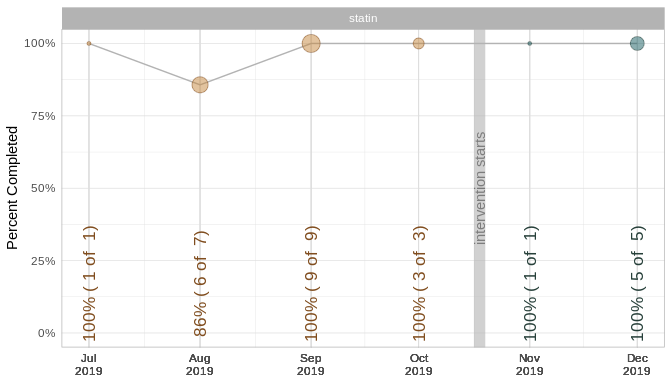 statin
Percent Completed
100%
75%
50%
25%
0%
100% ( 1 of  1)
86% ( 6 of  7)
100% ( 9 of  9)
100% ( 3 of  3)
intervention starts
100% ( 1 of  1)
100% ( 5 of  5)
Jul
2019
Aug
2019
Sep
2019
Oct
2019
Nov
2019
Dec
2019